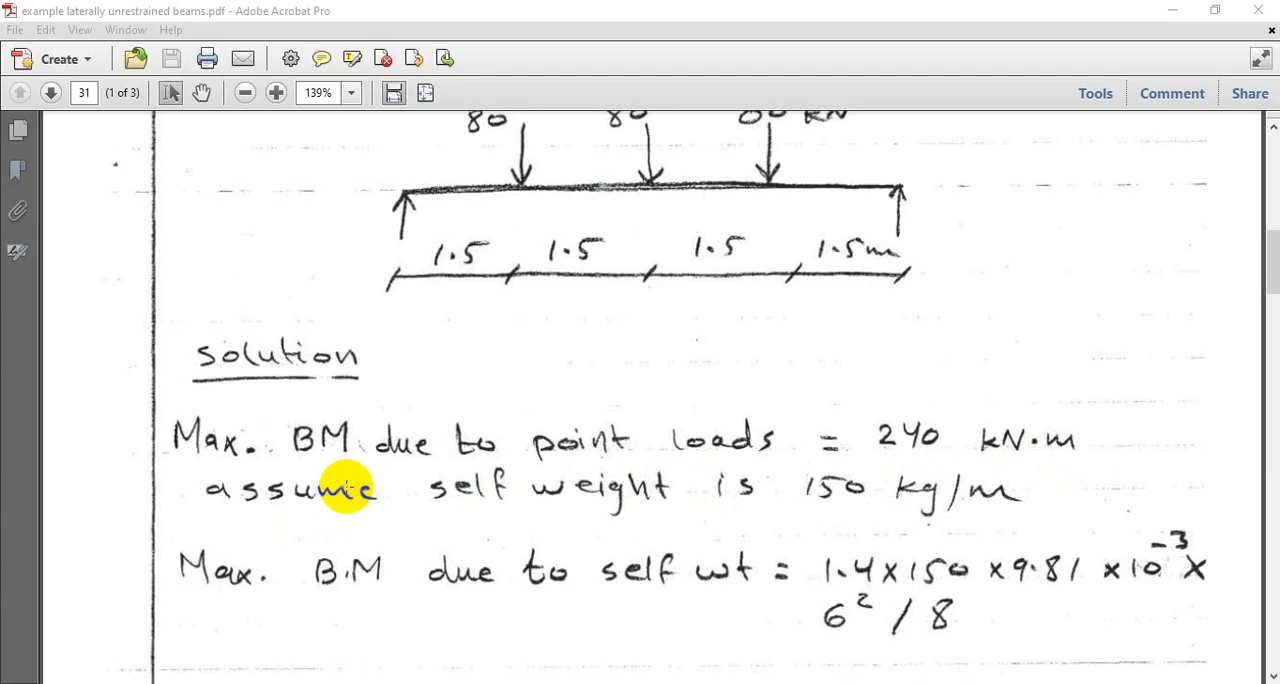 example laterally unrestrained beams.pdf - Adobe Acrobat Pro
File Edit View Window Help
Create
31 (1 of 3) 139% Tools Comment Share
80 80 80 KN
1.5 1.5 1.5 1.5m
solution
Max. BM due to point loads = 240 kN.m
assume self weight is 150 kg/m
Max. B.M due to self wt = 1.4 x 150 x 9.81 x 10⁻³ x
6² / 8